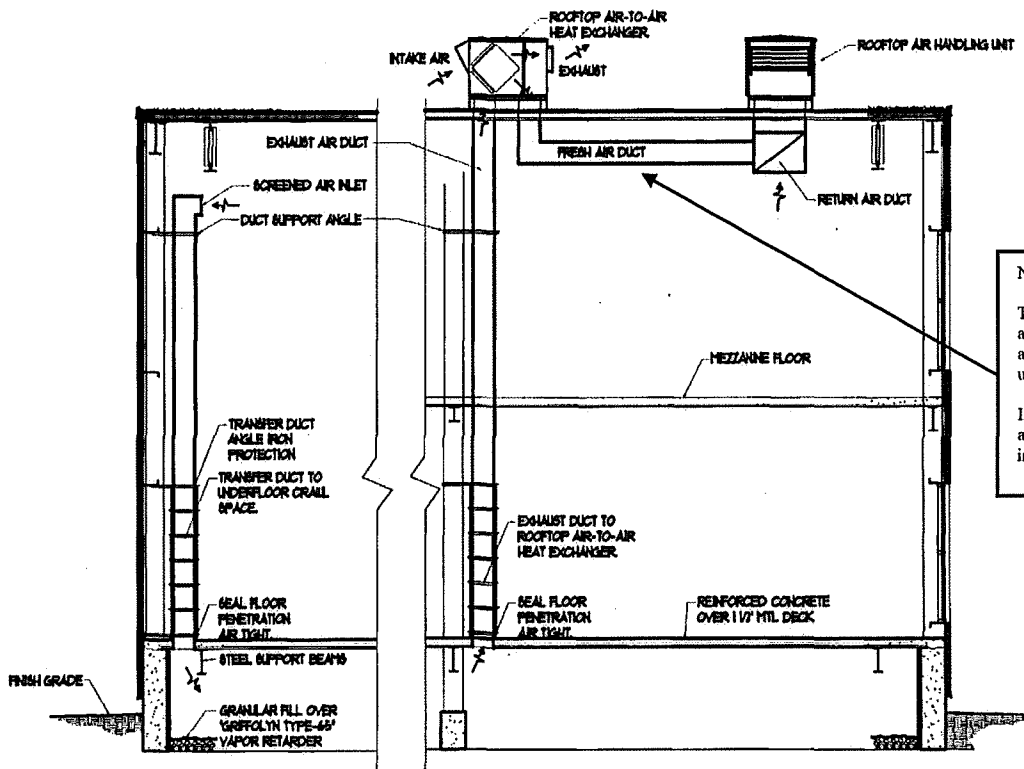 ROOFTOP AIR-TO-AIR
HEAT EXCHANGER
INTAKE AIR
EXHAUST
ROOFTOP AIR HANDLING UNIT
EXHAUST AIR DUCT
FRESH AIR DUCT
SCREENED AIR INLET
RETURN AIR DUCT
DUCT SUPPORT ANGLE
MEZZANINE FLOOR
TRANSFER DUCT
ANGLE IRON
PROTECTION
TRANSFER DUCT TO
UNDERFLOOR CRAWL
SPACE.
EXHAUST DUCT TO
ROOFTOP AIR-TO-AIR
HEAT EXCHANGER.
SEAL FLOOR
PENETRATION
AIR TIGHT.
SEAL FLOOR
PENETRATION
AIR TIGHT.
REINFORCED CONCRETE
OVER 1 1/2" MTL DECK
STEEL SUPPORT BEAMS
FINISH GRADE
GRANULAR FILL OVER
"GRIFFOLYN TYPE-65"
VAPOR RETARDER